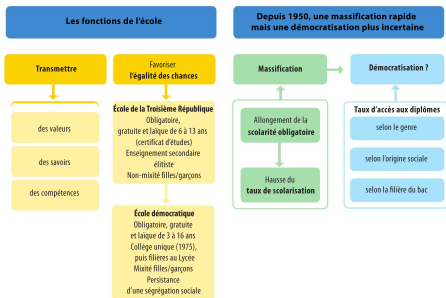 Les fonctions de l'école
Transmettre
des valeurs
des savoirs
des compétences
Favoriser
l'égalité des chances
École de la Troisième République
Obligatoire,
gratuite et laïque de 6 à 13 ans
(certificat d'études)
Enseignement secondaire
élitiste
Non-mixité filles/garçons
École démocratique
Obligatoire, gratuite
et laïque de 3 à 16 ans
Collège unique (1975),
puis filières au Lycée
Mixité filles/garçons
Persistance
d'une ségrégation sociale
Depuis 1950, une massification rapide
mais une démocratisation plus incertaine
Massification
Allongement de la
scolarité obligatoire
Hausse du
taux de scolarisation
Démocratisation ?
Taux d'accès aux diplômes
selon le genre
selon l'origine sociale
selon la filière du bac